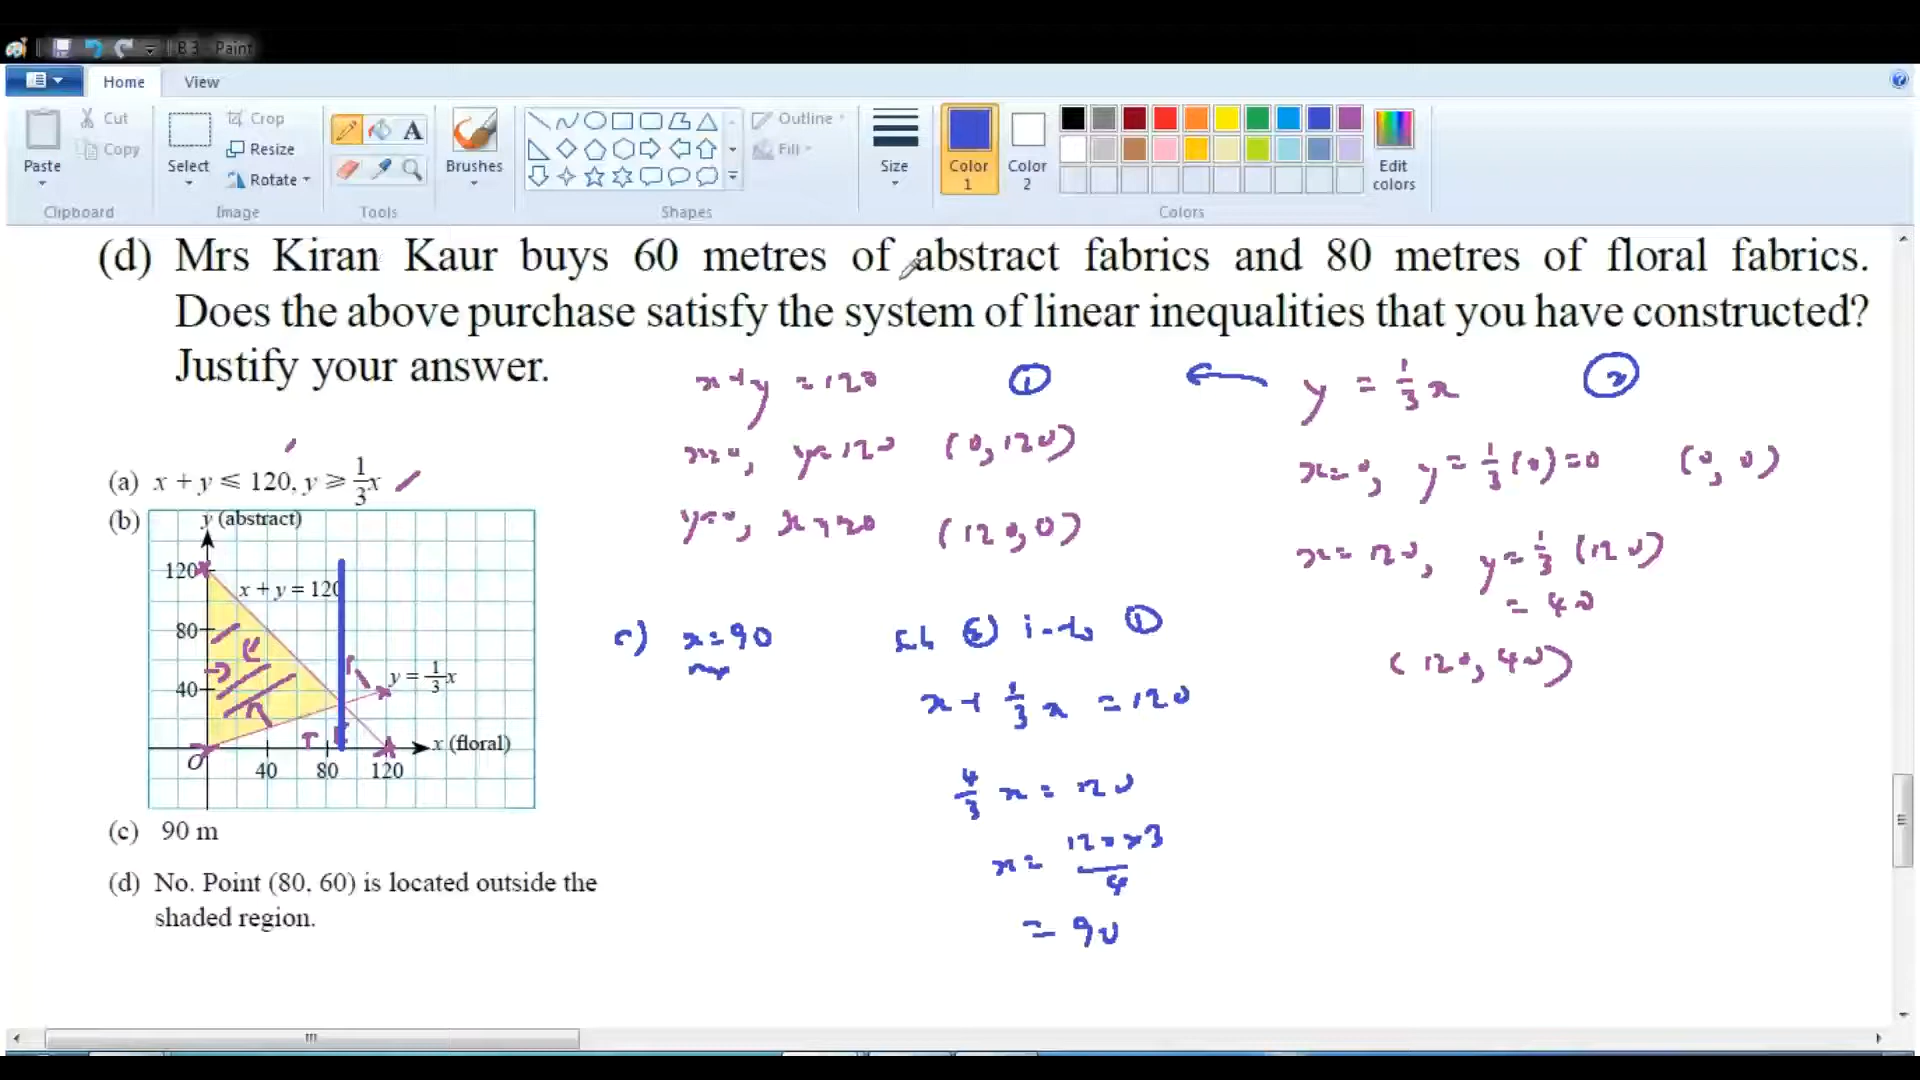 B 3 - Paint
Home View
Paste Cut Copy Clipboard
Select Crop Resize Rotate Image
A Tools
Brushes
Outline Fill Shapes
Size
Color 1 Color 2 Edit colors Colors
(d) Mrs Kiran Kaur buys 60 metres of abstract fabrics and 80 metres of floral fabrics.
Does the above purchase satisfy the system of linear inequalities that you have constructed?
Justify your answer.
x + y = 120 ①
x=0, y=120 (0, 120)
y=0, x=120 (120, 0)
y = 1/3 x ②
x=0, y = 1/3 (0) = 0 (0, 0)
x = 120, y = 1/3 (120)
= 40
(120, 40)
(a) x + y ⩽ 120, y ⩾ 1/3 x
(b)
y (abstract)
120
x + y = 120
80
y = 1/3 x
40
O 40 80 120 x (floral)
c) x = 90
Sub ② into ①
x + 1/3 x = 120
4/3 x = 120
x = 120 × 3 / 4
= 90
(c) 90 m
(d) No. Point (80, 60) is located outside the
shaded region.